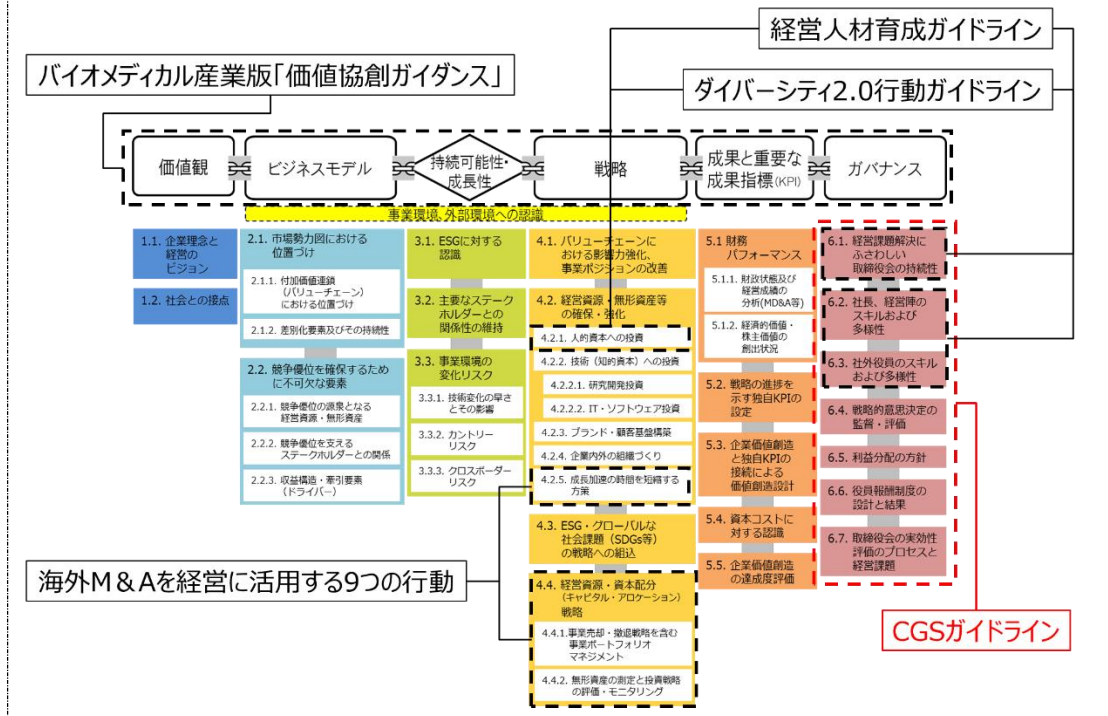 経営人材育成ガイドライン
バイオメディカル産業版「価値協創ガイダンス」
ダイバーシティ2.0行動ガイドライン
価値観
ビジネスモデル
持続可能性・
成長性
戦略
成果と重要な
成果指標(KPI)
ガバナンス
事業環境、外部環境への認識
1.1. 企業理念と
経営の
ビジョン
1.2. 社会との接点
2.1. 市場勢力図における
位置づけ
2.1.1. 付加価値連鎖
(バリューチェーン)
における位置づけ
2.1.2. 差別化要素及びその持続性
2.2. 競争優位を確保するため
に不可欠な要素
2.2.1. 競争優位の源泉となる
経営資源・無形資産
2.2.2. 競争優位を支える
ステークホルダーとの関係
2.2.3. 収益構造・牽引要素
(ドライバー)
3.1. ESGに対する
認識
3.2. 主要なステーク
ホルダーとの
関係性の維持
3.3. 事業環境の
変化リスク
3.3.1. 技術変化の早さ
とその影響
3.3.2. カントリー
リスク
3.3.3. クロスボーダー
リスク
4.1. バリューチェーンに
おける影響力強化、
事業ポジションの改善
4.2. 経営資源・無形資産等
の確保・強化
4.2.1. 人的資本への投資
4.2.2. 技術(知的資本)への投資
4.2.2.1. 研究開発投資
4.2.2.2. IT・ソフトウェア投資
4.2.3. ブランド・顧客基盤構築
4.2.4. 企業内外の組織づくり
4.2.5. 成長加速の時間を短縮する
方策
4.3. ESG・グローバルな
社会課題(SDGs等)
の戦略への組込
4.4. 経営資源・資本配分
(キャピタル・アロケーション)
戦略
4.4.1.事業売却・撤退戦略を含む
事業ポートフォリオ
マネジメント
4.4.2. 無形資産の測定と投資戦略
の評価・モニタリング
5.1 財務
パフォーマンス
5.1.1. 財政状態及び
経営成績の
分析(MD&A等)
5.1.2. 経済的価値・
株主価値の
創出状況
5.2. 戦略の進捗を
示す独自KPIの
設定
5.3. 企業価値創造
と独自KPIの
接続による
価値創造設計
5.4. 資本コストに
対する認識
5.5. 企業価値創造
の達成度評価
6.1. 経営課題解決に
ふさわしい
取締役会の持続性
6.2. 社長、経営陣の
スキルおよび
多様性
6.3. 社外役員のスキル
および多様性
6.4. 戦略的意思決定の
監督・評価
6.5. 利益分配の方針
6.6. 役員報酬制度の
設計と結果
6.7. 取締役会の実効性
評価のプロセスと
経営課題
海外M&Aを経営に活用する9つの行動
CGSガイドライン